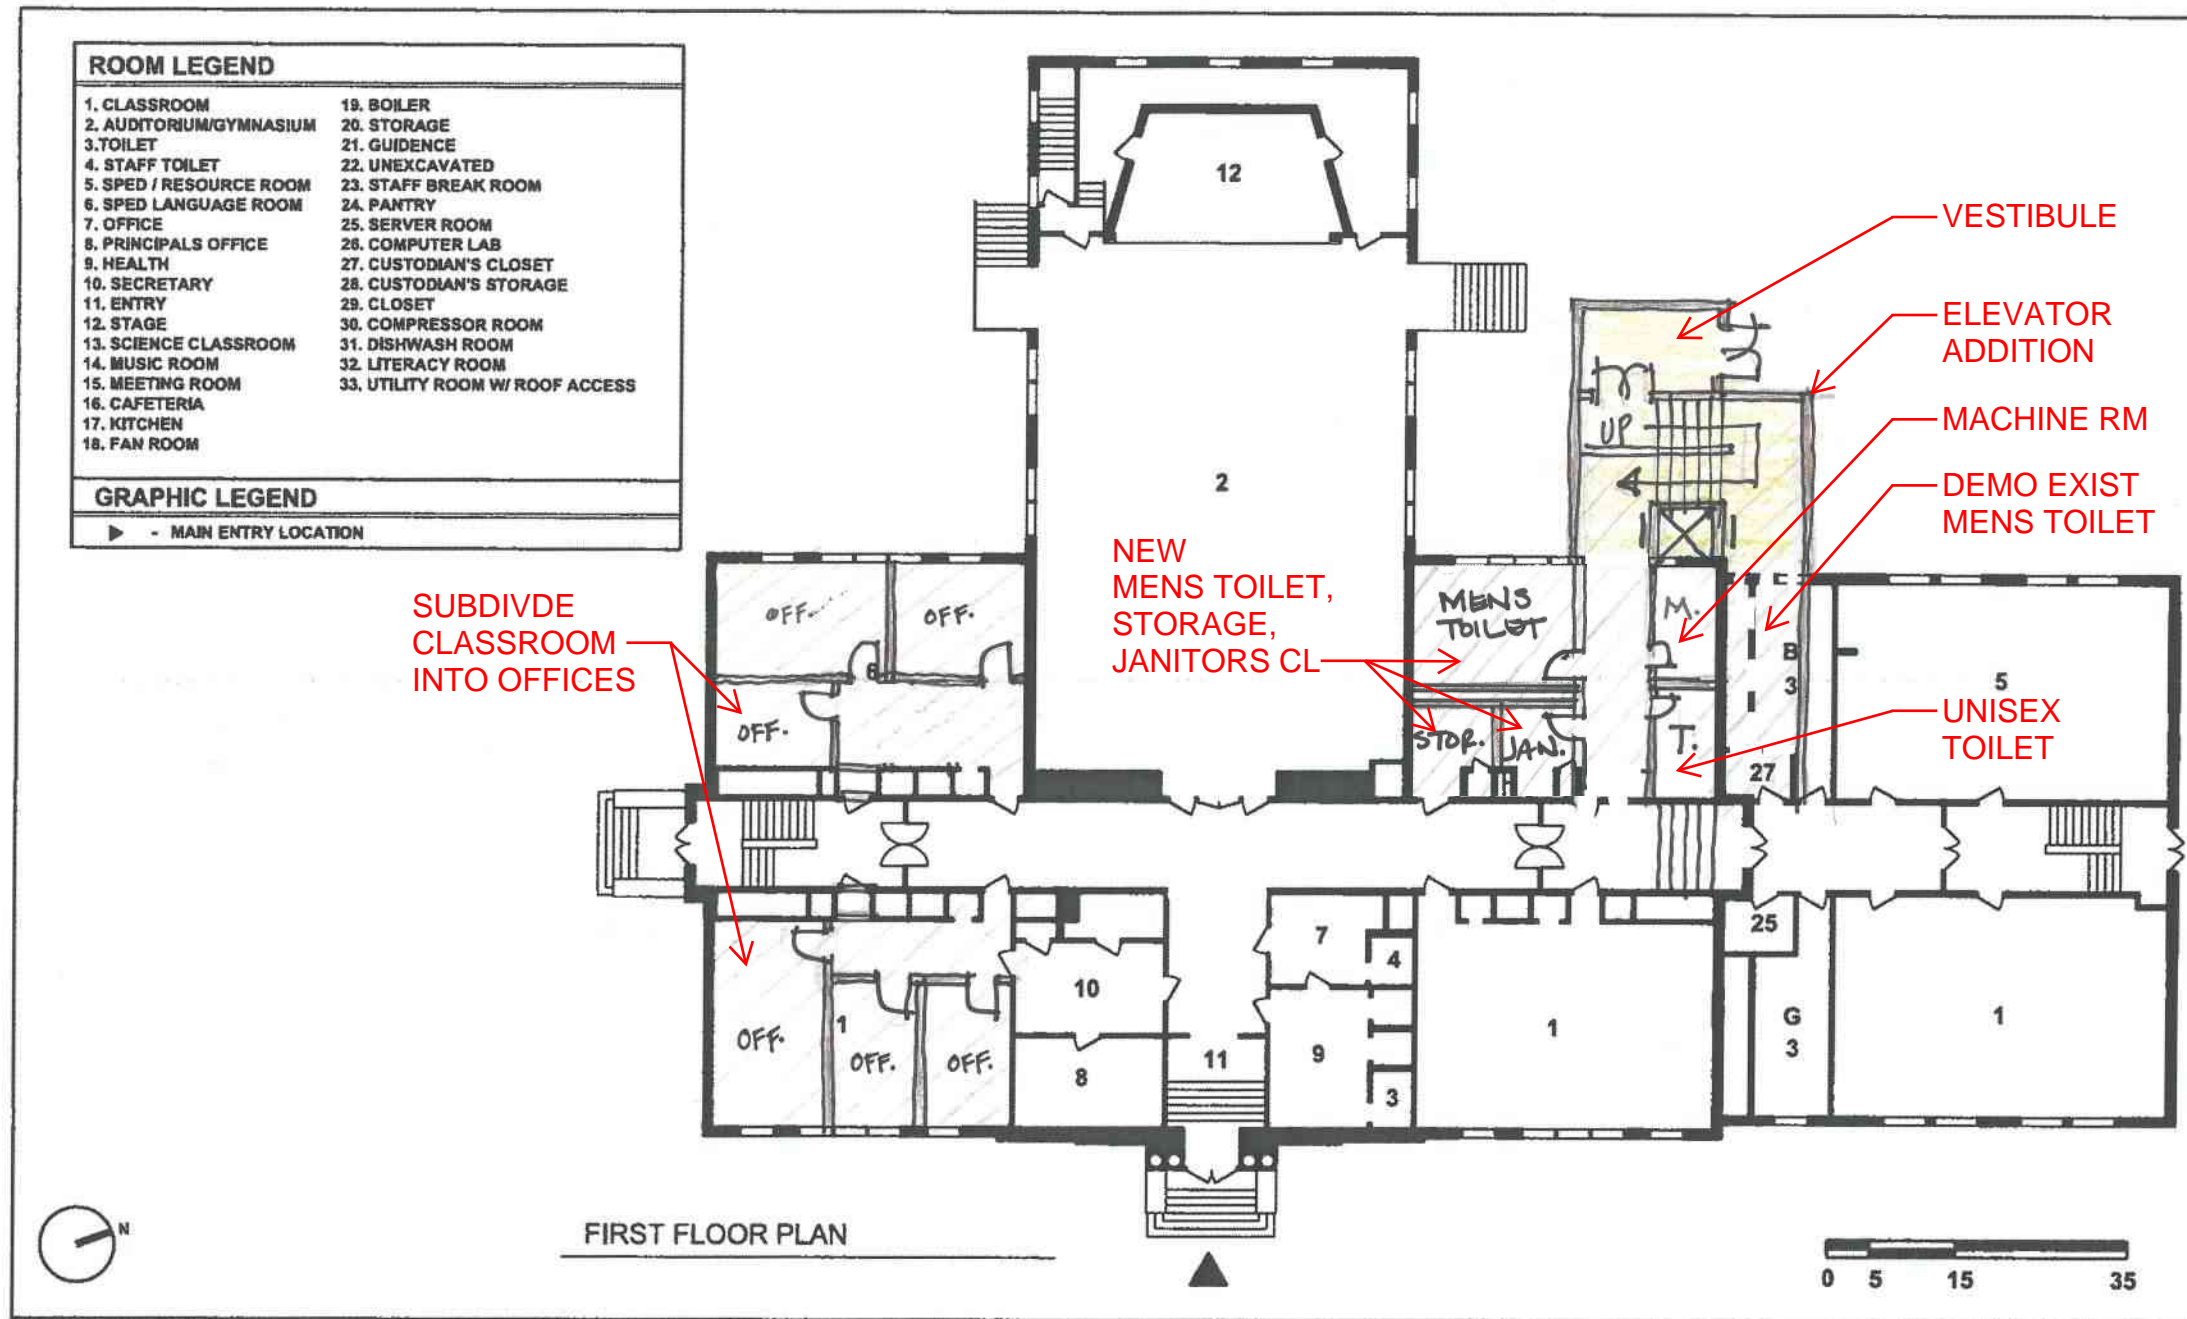 ROOM LEGEND
1. CLASSROOM
2. AUDITORIUM/GYMNASIUM
3.TOILET
4. STAFF TOILET
5. SPED / RESOURCE ROOM
6. SPED LANGUAGE ROOM
7. OFFICE
8. PRINCIPALS OFFICE
9. HEALTH
10. SECRETARY
11. ENTRY
12. STAGE
13. SCIENCE CLASSROOM
14. MUSIC ROOM
15. MEETING ROOM
16. CAFETERIA
17. KITCHEN
18. FAN ROOM
19. BOILER
20. STORAGE
21. GUIDENCE
22. UNEXCAVATED
23. STAFF BREAK ROOM
24. PANTRY
25. SERVER ROOM
26. COMPUTER LAB
27. CUSTODIAN'S CLOSET
28. CUSTODIAN'S STORAGE
29. CLOSET
30. COMPRESSOR ROOM
31. DISHWASH ROOM
32. LITERACY ROOM
33, UTILITY ROOM W/ ROOF ACCESS
GRAPHIC LEGEND
- MAIN ENTRY LOCATION
12
VESTIBULE
ELEVATOR
ADDITION
MACHINE RM
DEMO EXIST
MENS TOILET
UNISEX
TOILET
UP
2
NEW
MENS TOILET,
STORAGE,
JANITORS CL
SUBDIVDE
CLASSROOM
INTO OFFICES
OFF.
OFF.
6
OFF.
MENS
TOILET
STOR.
JAN.
M.
T.
B
3
27
5
OFF.
1
OFF.
OFF.
10
8
11
7
4
9
3
1
25
G
3
1
FIRST FLOOR PLAN
N
0 5 15 35